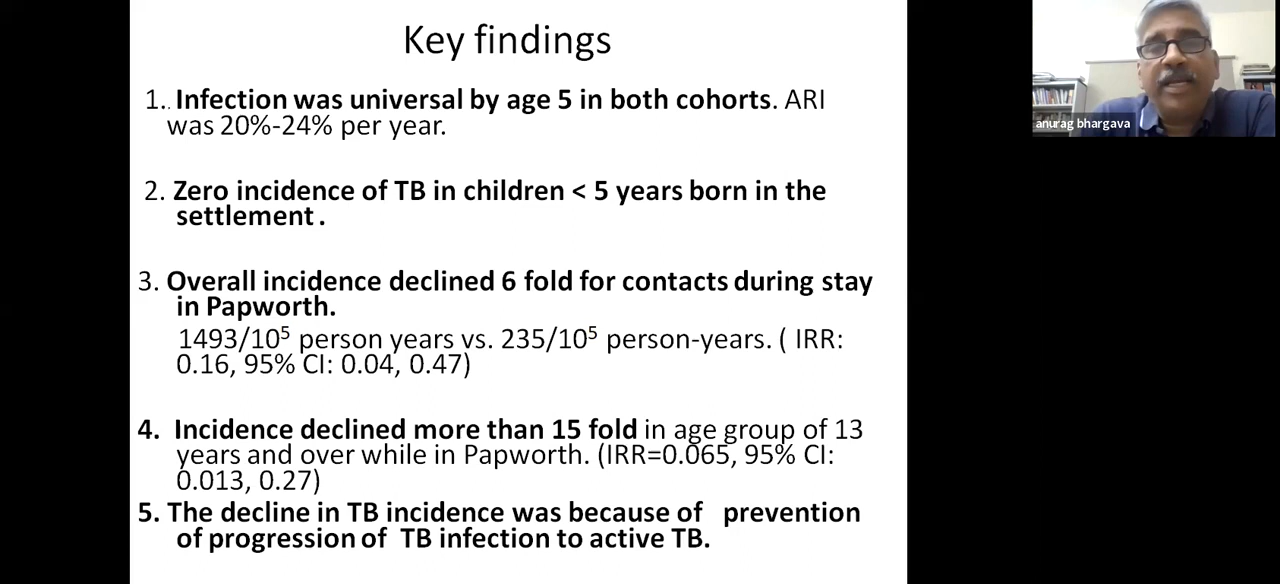 Key findings
1.. Infection was universal by age 5 in both cohorts. ARI
was 20%-24% per year.
2. Zero incidence of TB in children < 5 years born in the
settlement.
3. Overall incidence declined 6 fold for contacts during stay
in Papworth.
1493/10⁵ person years vs. 235/10⁵ person-years. ( IRR:
0.16, 95% CI: 0.04, 0.47)
4. Incidence declined more than 15 fold in age group of 13
years and over while in Papworth. (IRR=0.065, 95% CI:
0.013, 0.27)
5. The decline in TB incidence was because of prevention
of progression of TB infection to active TB.
anurag bhargava